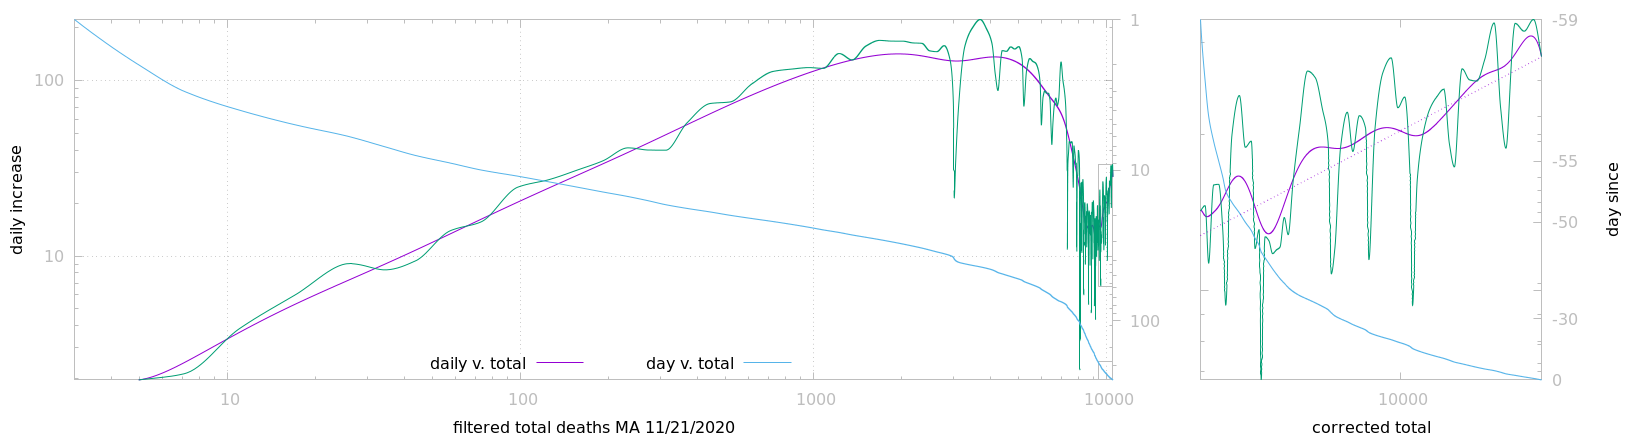 1
-59
100
daily increase
10
-55
day since
-50
10
100
-30
daily v. total
day v. total
0
10
100
1000
10000
10000
filtered total deaths MA 11/21/2020
corrected total